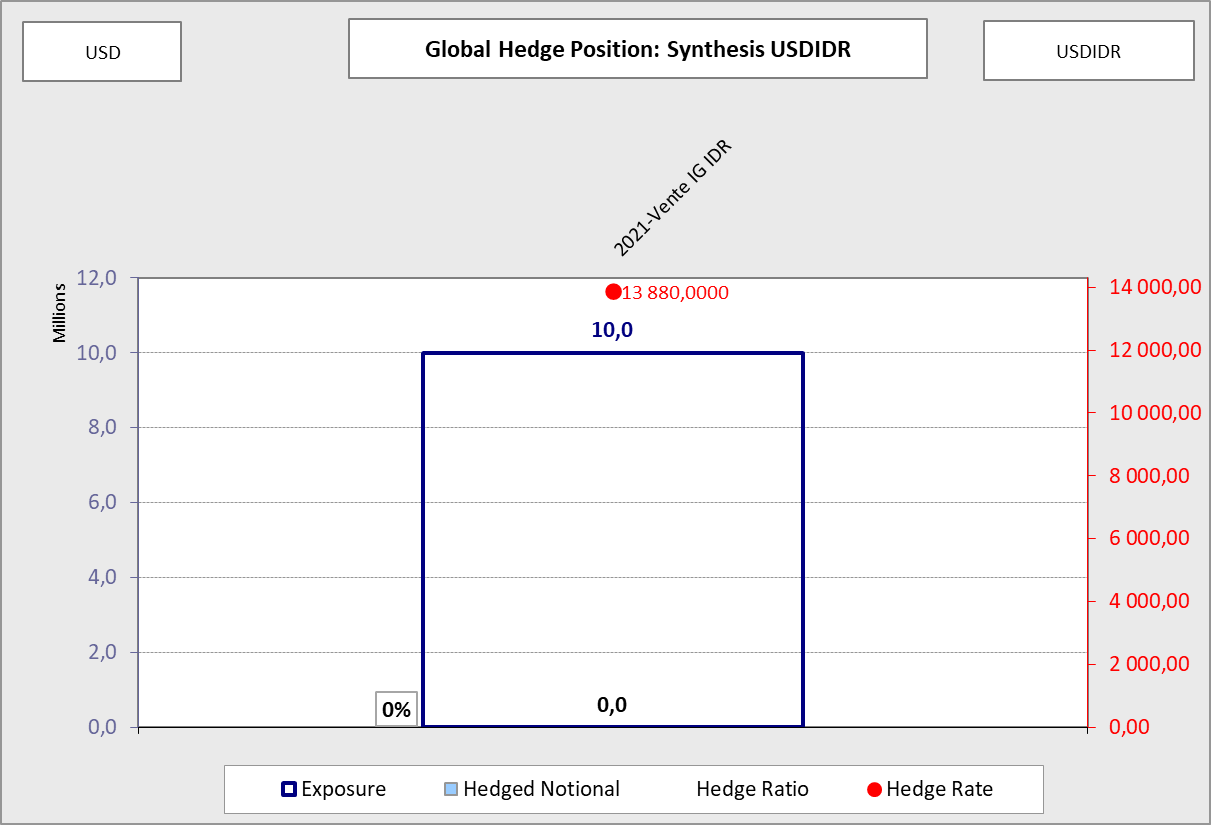 USD
Global Hedge Position: Synthesis USDIDR
USDIDR
2021-Vente IG IDR
Millions
12,0
10,0
8,0
6,0
4,0
2,0
0,0
13 880,0000
10,0
0%
0,0
14 000,00
12 000,00
10 000,00
8 000,00
6 000,00
4 000,00
2 000,00
0,00
Exposure
Hedged Notional
Hedge Ratio
Hedge Rate